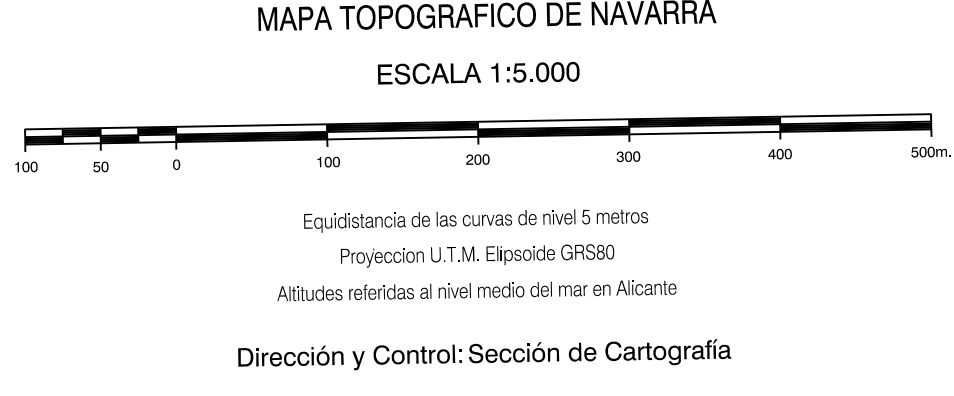 MAPA TOPOGRAFICO DE NAVARRA
ESCALA 1:5.000
100 50 0 100 200 300 400 500m.
Equidistancia de las curvas de nivel 5 metros
Proyeccion U.T.M. Elipsoide GRS80
Altitudes referidas al nivel medio del mar en Alicante
Dirección y Control: Sección de Cartografía